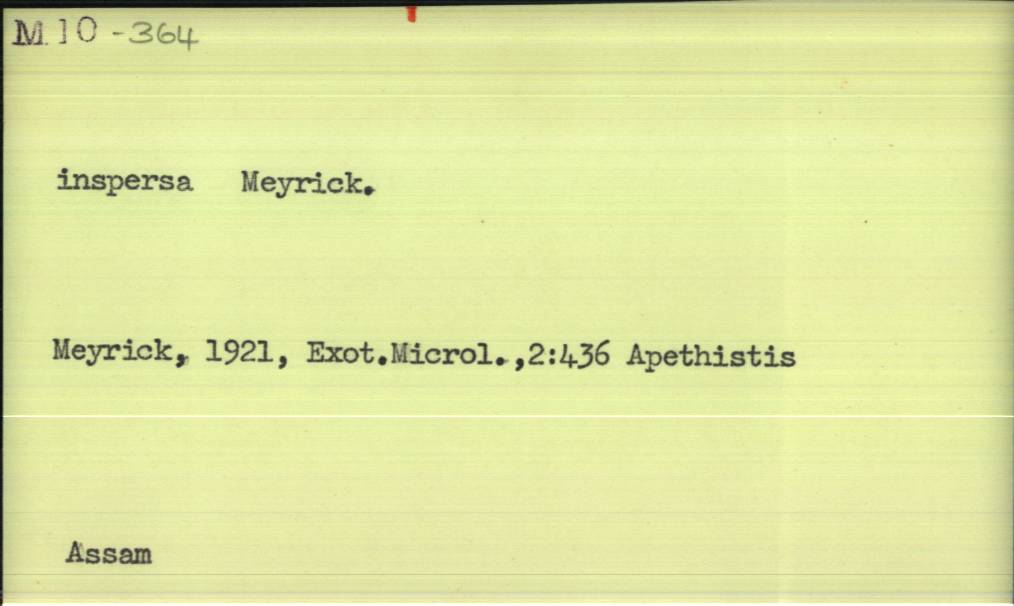 M 10 -364
inspersa Meyrick.
Meyrick, 1921, Exot.Microl.,2:436 Apethistis
Assam